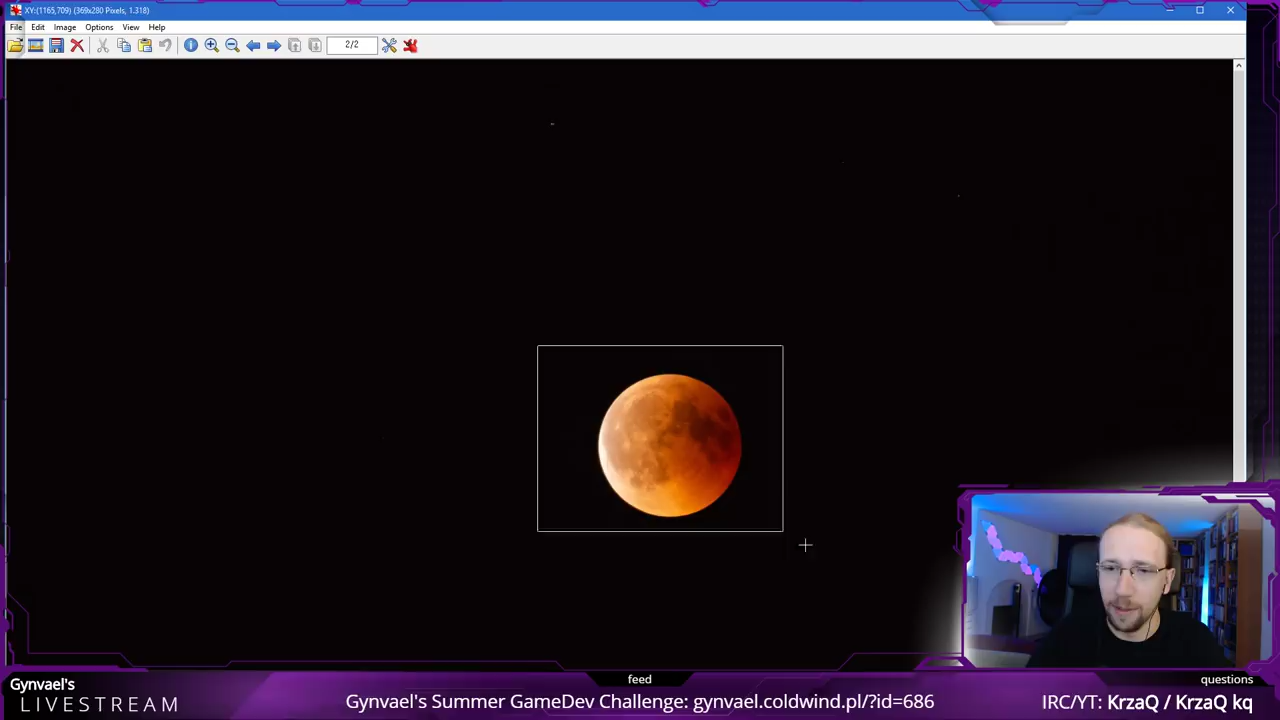 XY:(1165,709) (369x280 Pixels, 1.318)
File Edit Image Options View Help
2/2
feed
questions
Gynvael's
LIVESTREAM
Gynvael's Summer GameDev Challenge: gynvael.coldwind.pl/?id=686
IRC/YT: KrzaQ / KrzaQ kq